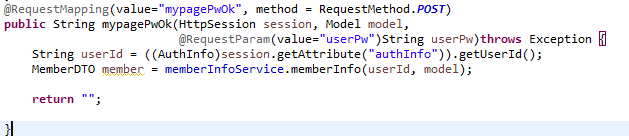 @RequestMapping(value="mypagePwOk", method = RequestMethod.POST)
public String mypagePwOk(HttpSession session, Model model,
@RequestParam(value="userPw")String userPw)throws Exception {
String userId = ((AuthInfo)session.getAttribute("authInfo")).getUserId();
MemberDTO member = memberInfoService.memberInfo(userId, model);
return "";
}